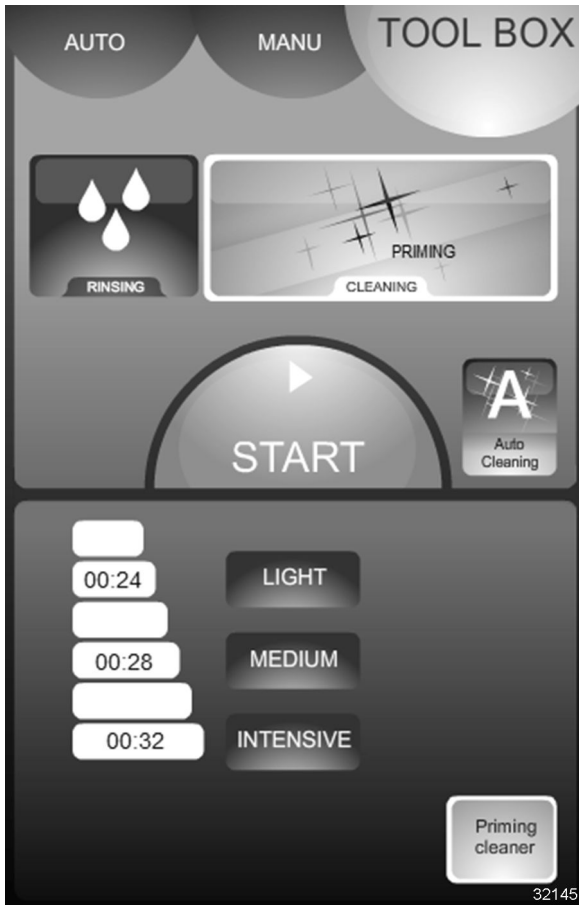 AUTO
MANU
TOOL BOX
RINSING
PRIMING
CLEANING
START
A
Auto
Cleaning
00:24
LIGHT
00:28
MEDIUM
00:32
INTENSIVE
Priming
cleaner
32145